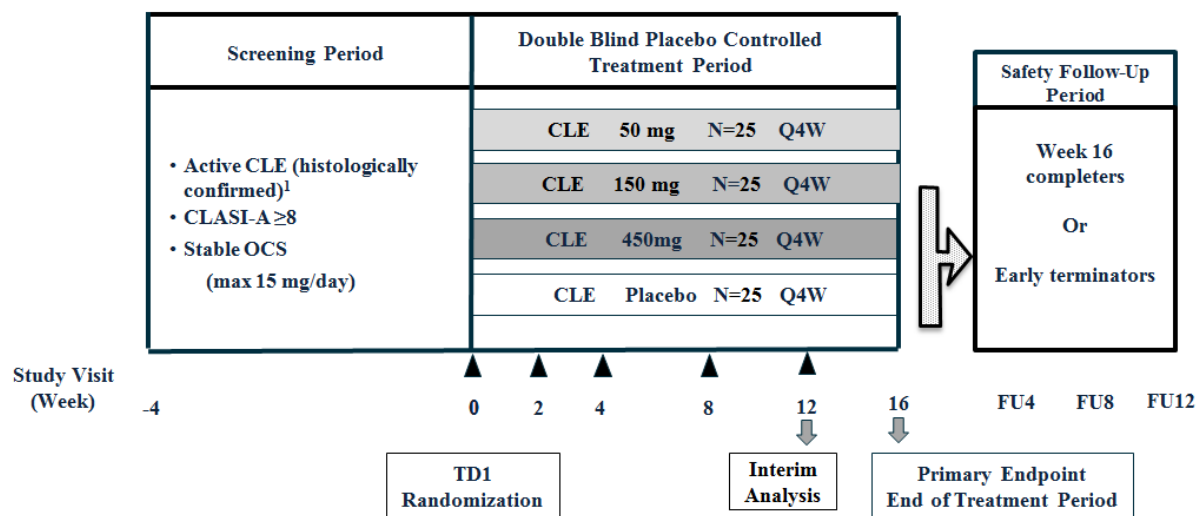 Screening Period
Double Blind Placebo Controlled
Treatment Period
Safety Follow-Up
Period
• Active CLE (histologically
confirmed)1
• CLASI-A ≥8
• Stable OCS
(max 15 mg/day)
CLE 50 mg N=25 Q4W
CLE 150 mg N=25 Q4W
CLE 450mg N=25 Q4W
CLE Placebo N=25 Q4W
Week 16
completers
Or
Early terminators
Study Visit
(Week)
-4 0 2 4 8 12 16 FU4 FU8 FU12
TD1
Randomization
Interim
Analysis
Primary Endpoint
End of Treatment Period